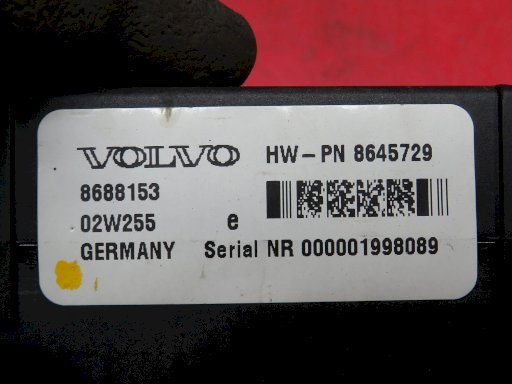 VOLVO HW-PN 8645729
8688153
02W255 e
GERMANY Serial NR 000001998089